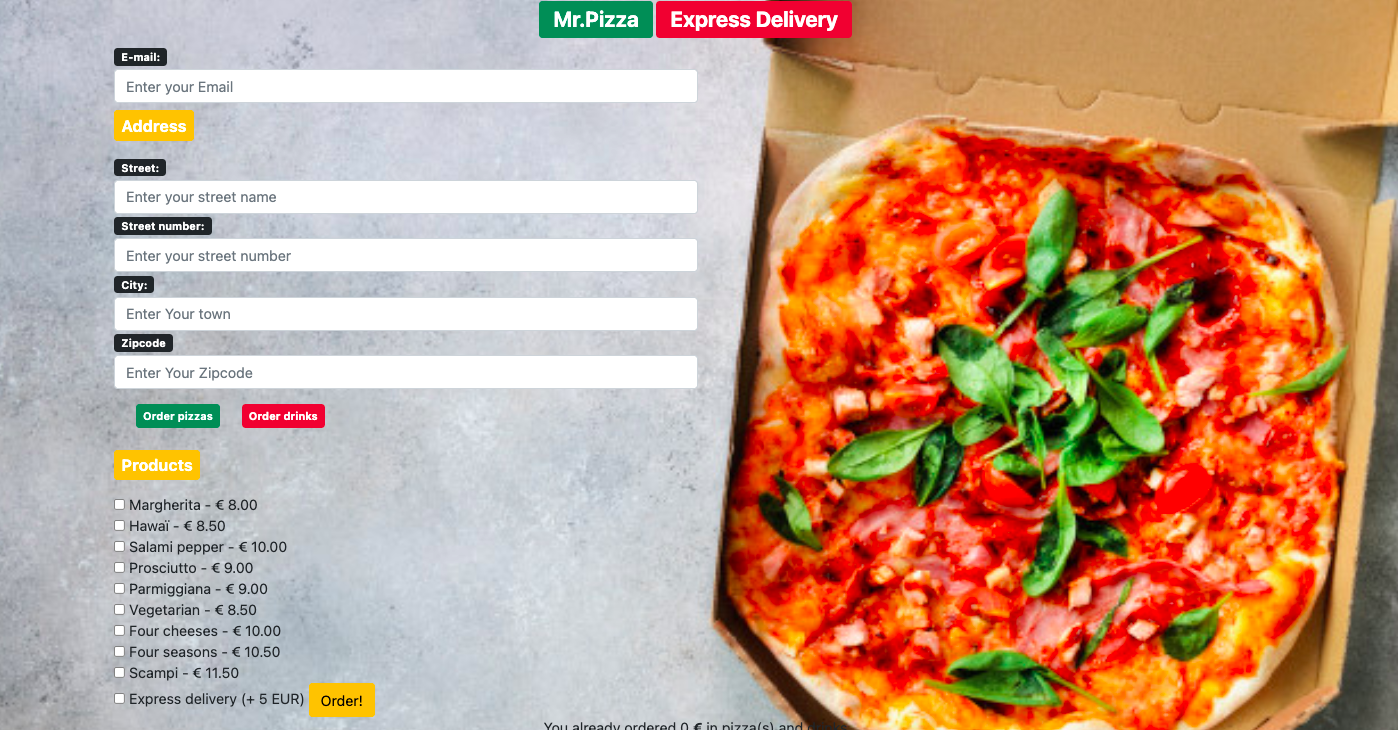 Mr.Pizza Express Delivery
E-mail:
Enter your Email
Address
Street:
Enter your street name
Street number:
Enter your street number
City:
Enter Your town
Zipcode
Enter Your Zipcode
Order pizzas Order drinks
Products
Margherita - € 8.00
Hawaï - € 8.50
Salami pepper - € 10.00
Prosciutto - € 9.00
Parmiggiana - € 9.00
Vegetarian - € 8.50
Four cheeses - € 10.00
Four seasons - € 10.50
Scampi - € 11.50
Express delivery (+ 5 EUR) Order!
You already ordered 0 € in pizza(s) and